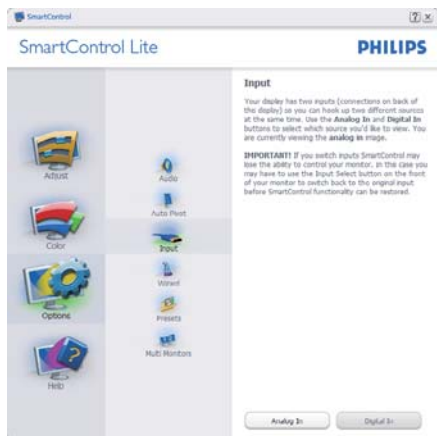 SmartControl
SmartControl Lite
PHILIPS
Adjust
Color
Options
Help
Audio
Auto Pivot
Input
Presets
Multi Monitors
Input
Your display has two inputs (connections on back of
the display) so you can hook up two different sources
at the same time. Use the Analog In and Digital In
buttons to select which source you'd like to view. You
are currently viewing the analog in image.
IMPORTANT! If you switch inputs SmartControl may
lose the ability to control your monitor. In this case you
may have to use the Input Select button on the front
of your monitor to switch back to the original input
before SmartControl functionality can be restored.
Analog In
Digital In